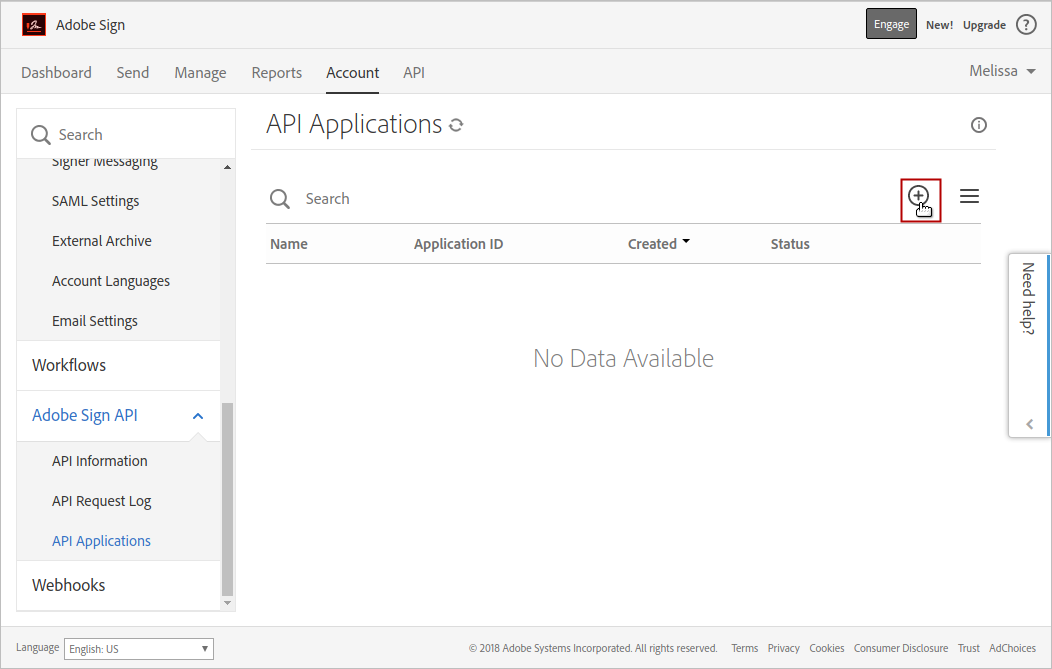 Adobe Sign
Engage New! Upgrade ?
Dashboard Send Manage Reports Account API Melissa
Search
Signer Messaging
SAML Settings
External Archive
Account Languages
Email Settings
Workflows
Adobe Sign API
API Information
API Request Log
API Applications
Webhooks
API Applications
Search
Name Application ID Created Status
No Data Available
Need help?
Language English: US
© 2018 Adobe Systems Incorporated. All rights reserved. Terms Privacy Cookies Consumer Disclosure Trust AdChoices